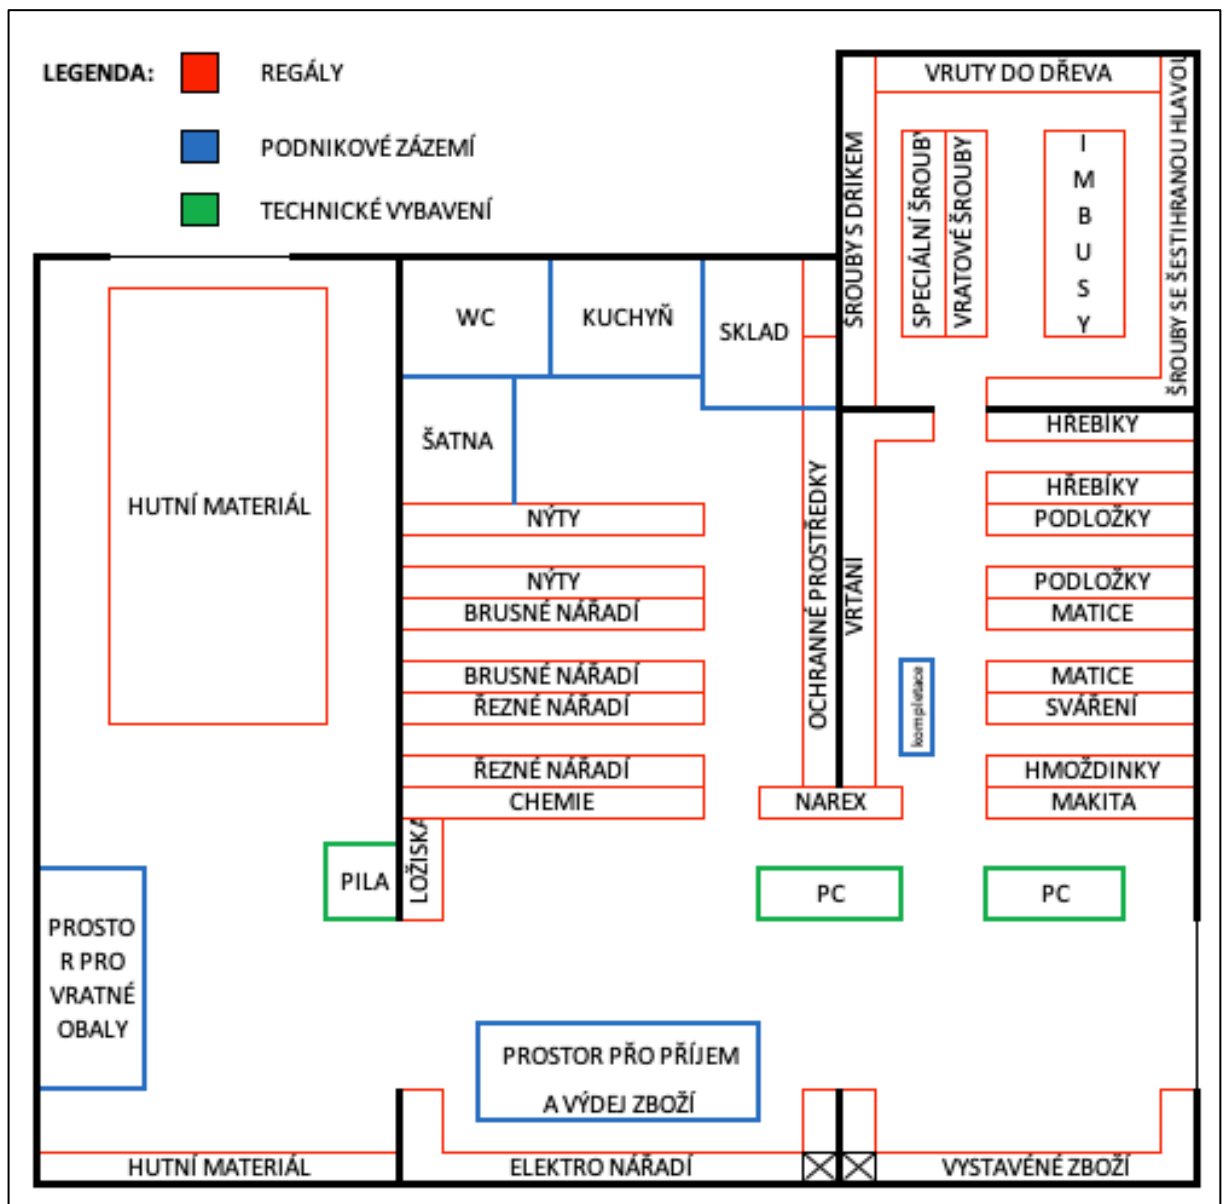 LEGENDA:
REGÁLY
PODNIKOVÉ ZÁZEMÍ
TECHNICKÉ VYBAVENÍ
VRUTY DO DŘEVA
ŠROUBY S DŘÍKEM
SPECIÁLNÍ ŠROUBY
VRATOVÉ ŠROUBY
I
M
B
U
S
Y
ŠROUBY SE ŠESTIHRANOU HLAVOU
WC
KUCHYŇ
SKLAD
ŠATNA
HUTNÍ MATERIÁL
NÝTY
NÝTY
BRUSNÉ NÁŘADÍ
BRUSNÉ NÁŘADÍ
ŘEZNÉ NÁŘADÍ
ŘEZNÉ NÁŘADÍ
CHEMIE
LOŽISKA
OCHRANNÉ PROSTŘEDKY
VRTÁNÍ
kompletace
NAREX
HŘEBÍKY
HŘEBÍKY
PODLOŽKY
PODLOŽKY
MATICE
MATICE
SVÁŘENÍ
HMOŽDINKY
MAKITA
PILA
PC
PC
PROSTO
R PRO
VRATNÉ
OBALY
PROSTOR PŘO PŘÍJEM
A VÝDEJ ZBOŽÍ
HUTNÍ MATERIÁL
ELEKTRO NÁŘADÍ
VYSTAVÉNÉ ZBOŽÍ